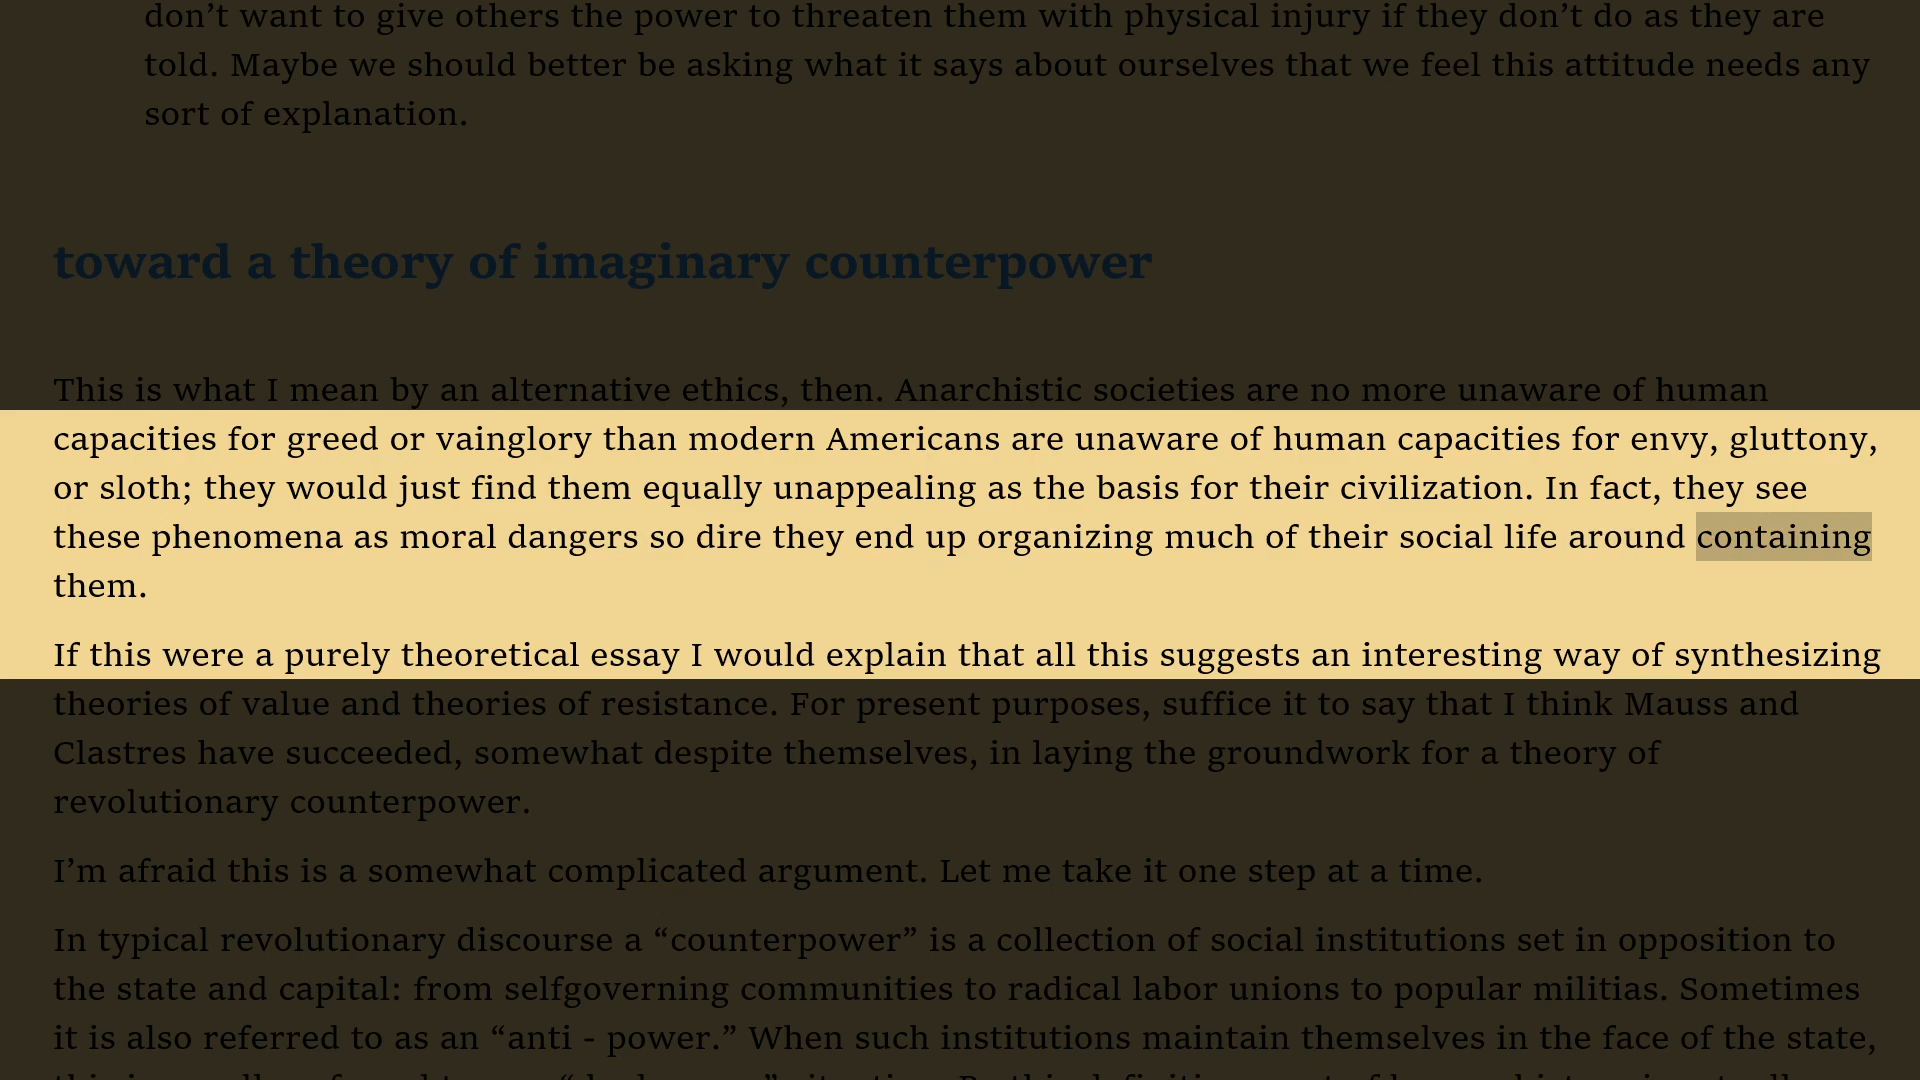 don’t want to give others the power to threaten them with physical injury if they don’t do as they are
told. Maybe we should better be asking what it says about ourselves that we feel this attitude needs any
sort of explanation.
toward a theory of imaginary counterpower
This is what I mean by an alternative ethics, then. Anarchistic societies are no more unaware of human
capacities for greed or vainglory than modern Americans are unaware of human capacities for envy, gluttony,
or sloth; they would just find them equally unappealing as the basis for their civilization. In fact, they see
these phenomena as moral dangers so dire they end up organizing much of their social life around containing
them.
If this were a purely theoretical essay I would explain that all this suggests an interesting way of synthesizing
theories of value and theories of resistance. For present purposes, suffice it to say that I think Mauss and
Clastres have succeeded, somewhat despite themselves, in laying the groundwork for a theory of
revolutionary counterpower.
I’m afraid this is a somewhat complicated argument. Let me take it one step at a time.
In typical revolutionary discourse a “counterpower” is a collection of social institutions set in opposition to
the state and capital: from selfgoverning communities to radical labor unions to popular militias. Sometimes
it is also referred to as an “anti - power.” When such institutions maintain themselves in the face of the state,